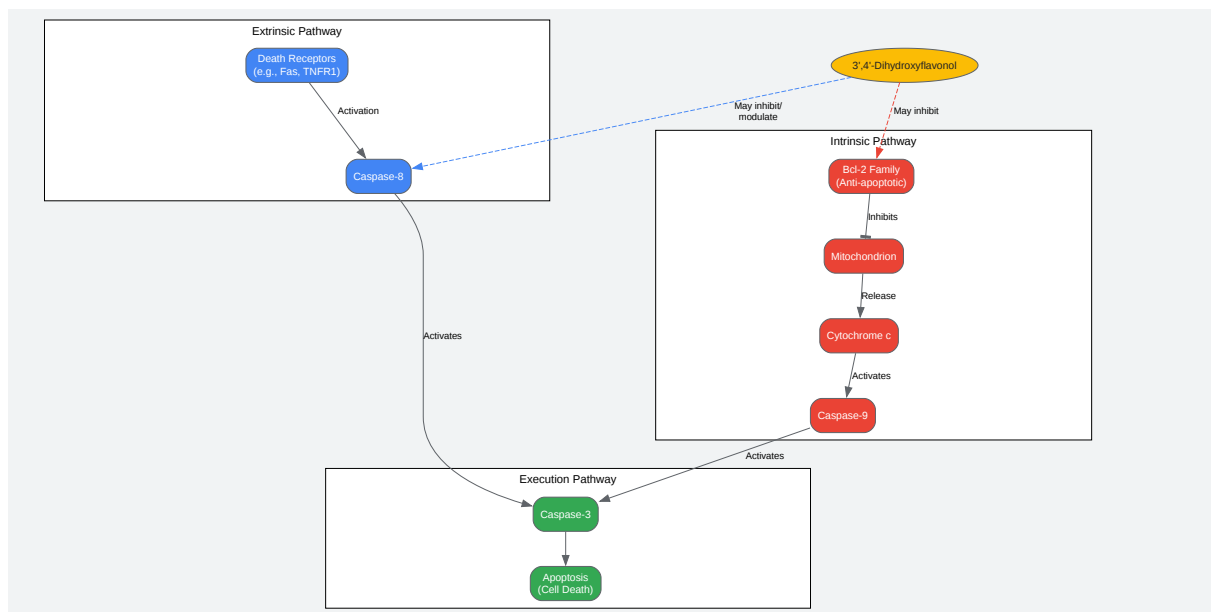 Extrinsic Pathway
Death Receptors
(e.g., Fas, TNFR1)
Activation
Caspase-8
3',4'-Dihydroxyflavonol
May inhibit/
modulate
May inhibit
Intrinsic Pathway
Bcl-2 Family
(Anti-apoptotic)
Inhibits
Mitochondrion
Release
Cytochrome c
Activates
Caspase-9
Activates
Activates
Execution Pathway
Caspase-3
Apoptosis
(Cell Death)